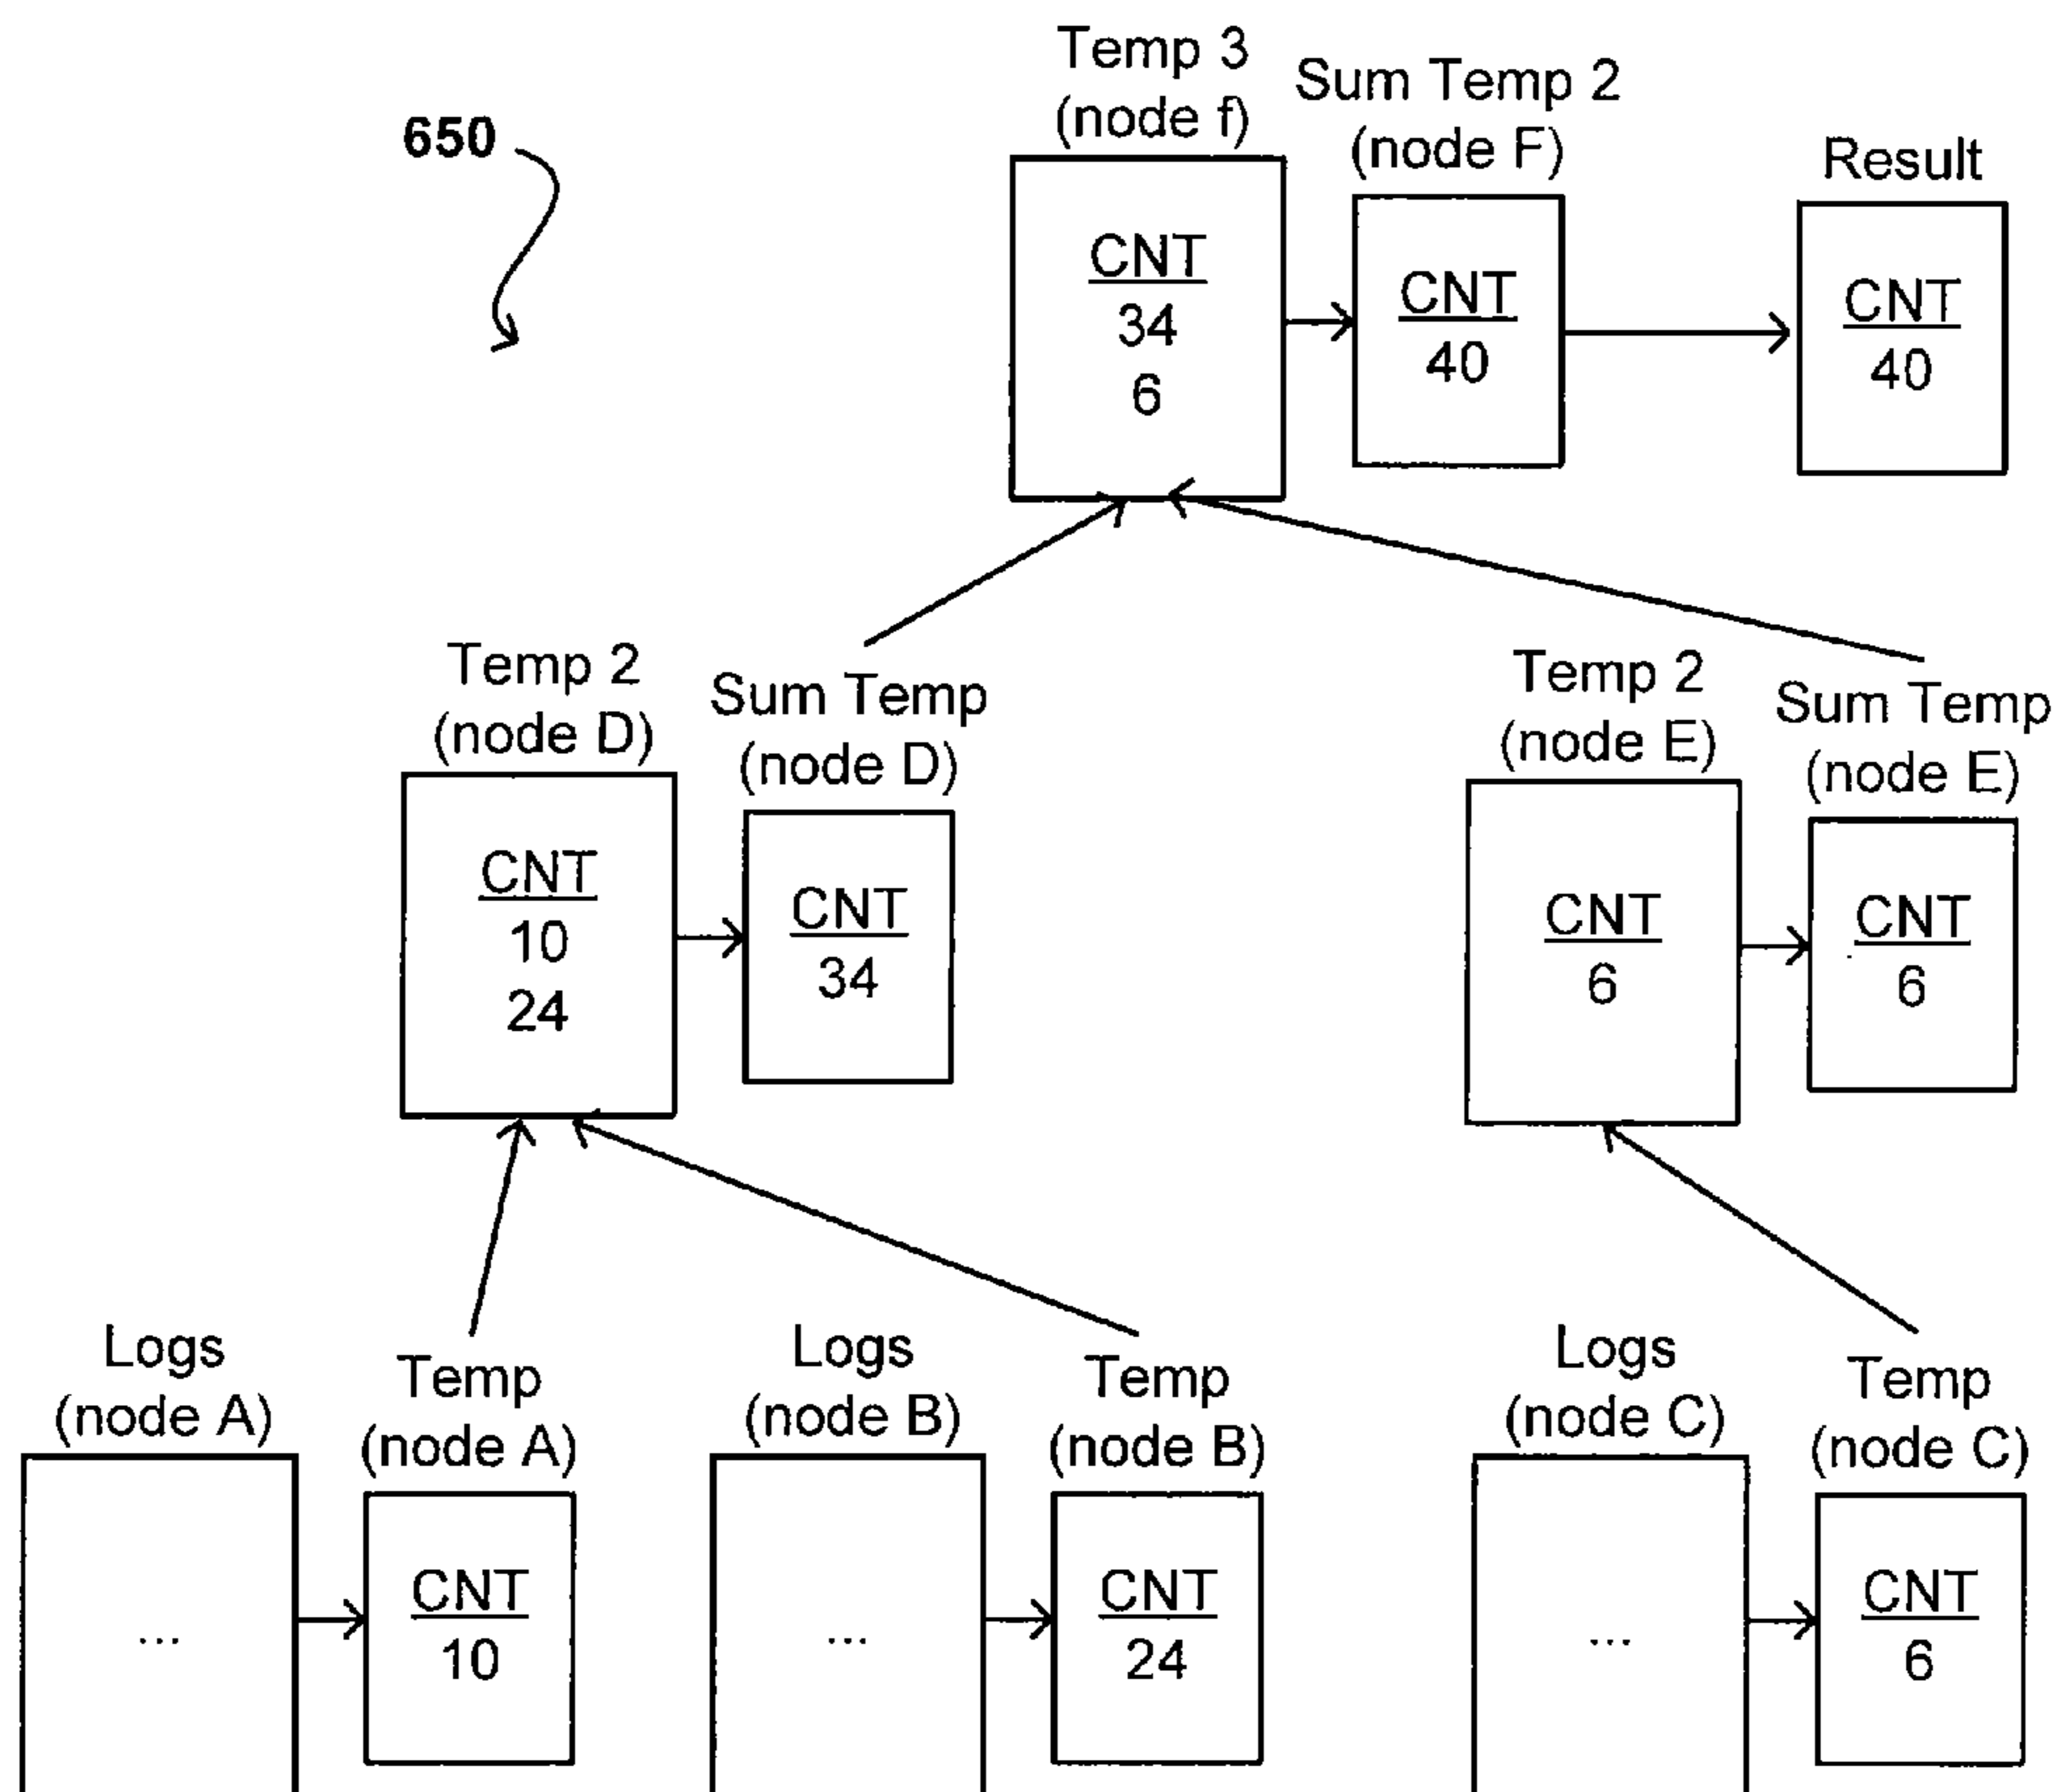 650
Temp 3
(node f)
CNT
34
6
Sum Temp 2
(node F)
CNT
40
Result
CNT
40
Temp 2
(node D)
CNT
10
24
Sum Temp
(node D)
CNT
34
Temp 2
(node E)
CNT
6
Sum Temp
(node E)
CNT
6
Logs
(node A)
...
Temp
(node A)
CNT
10
Logs
(node B)
...
Temp
(node B)
CNT
24
Logs
(node C)
...
Temp
(node C)
CNT
6